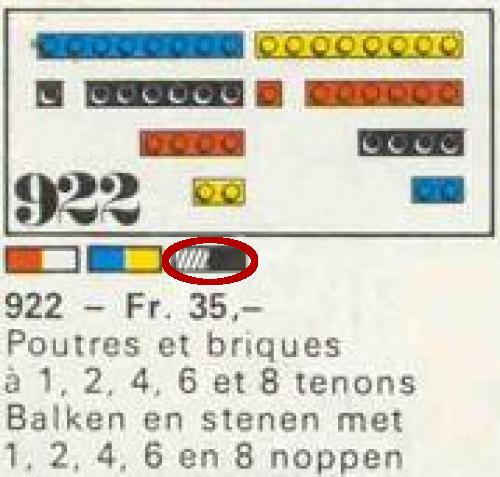 922
922 – Fr. 35,–
Poutres et briques
à 1, 2, 4, 6 et 8 tenons
Balken en stenen met
1, 2, 4, 6 en 8 noppen